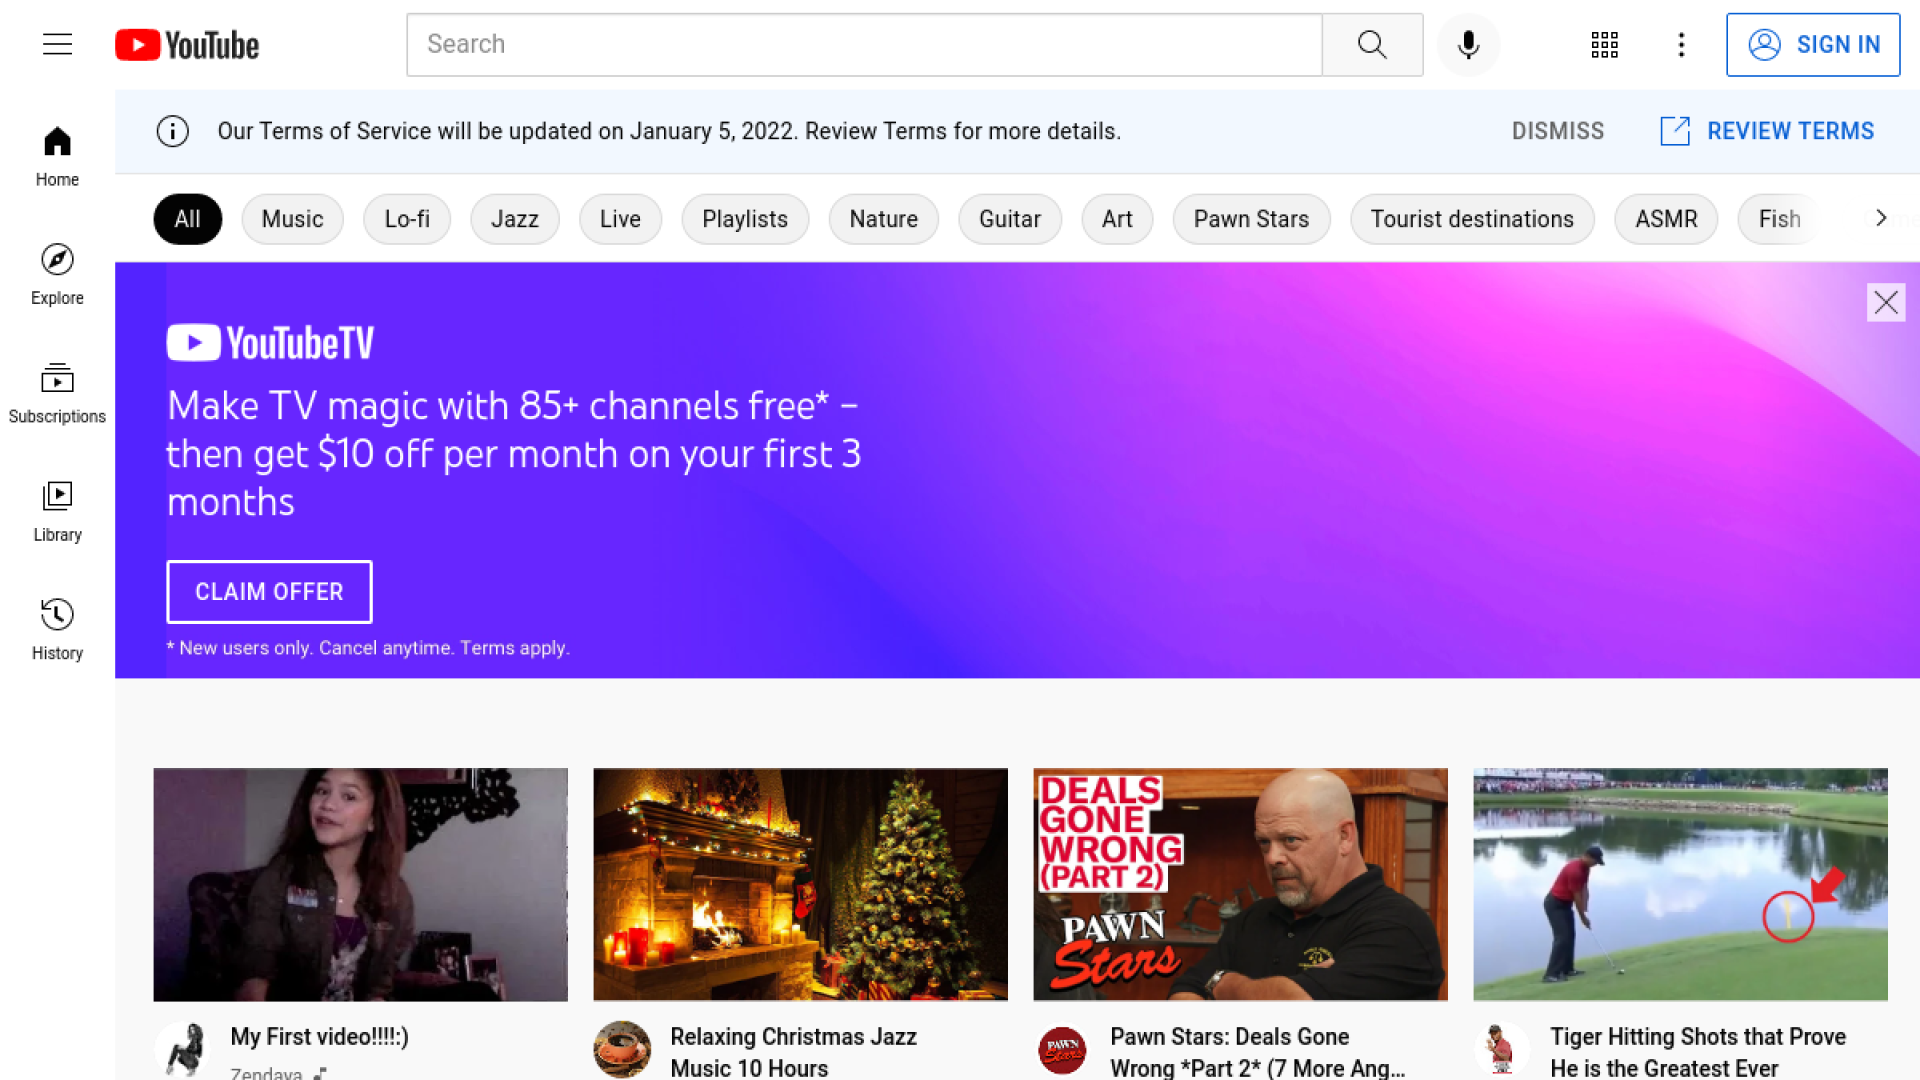 YouTube
Search
SIGN IN
Our Terms of Service will be updated on January 5, 2022. Review Terms for more details.
DISMISS
REVIEW TERMS
Home
Explore
Subscriptions
Library
History
All
Music
Lo-fi
Jazz
Live
Playlists
Nature
Guitar
Art
Pawn Stars
Tourist destinations
ASMR
Fish
YouTubeTV
Make TV magic with 85+ channels free* –
then get $10 off per month on your first 3
months
CLAIM OFFER
* New users only. Cancel anytime. Terms apply.
DEALS
GONE
WRONG
(PART 2)
PAWN
Stars
My First video!!!!:)
Zendaya
PAWN
Stars
Relaxing Christmas Jazz
Music 10 Hours
Pawn Stars: Deals Gone
Wrong *Part 2* (7 More Ang...
Tiger Hitting Shots that Prove
He is the Greatest Ever